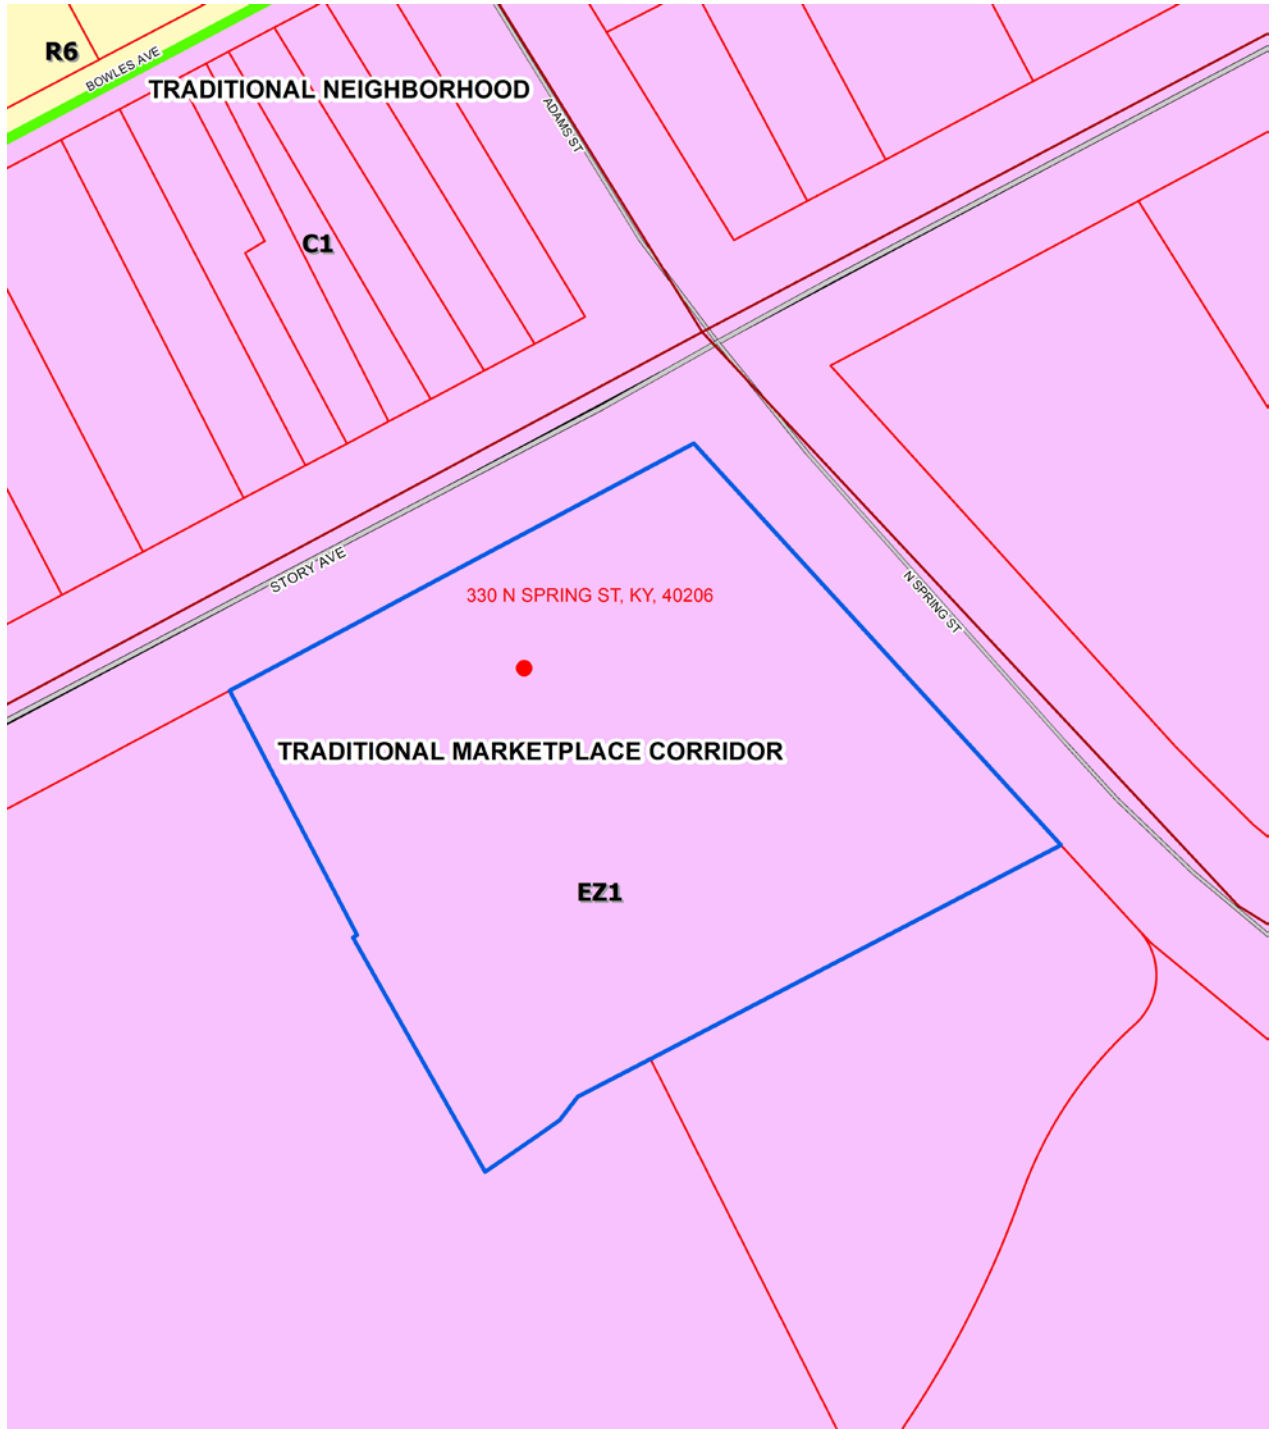 R6
BOWLES AVE
TRADITIONAL NEIGHBORHOOD
ADAMS ST
C1
STORY AVE
330 N SPRING ST, KY, 40206
N SPRING ST
TRADITIONAL MARKETPLACE CORRIDOR
EZ1